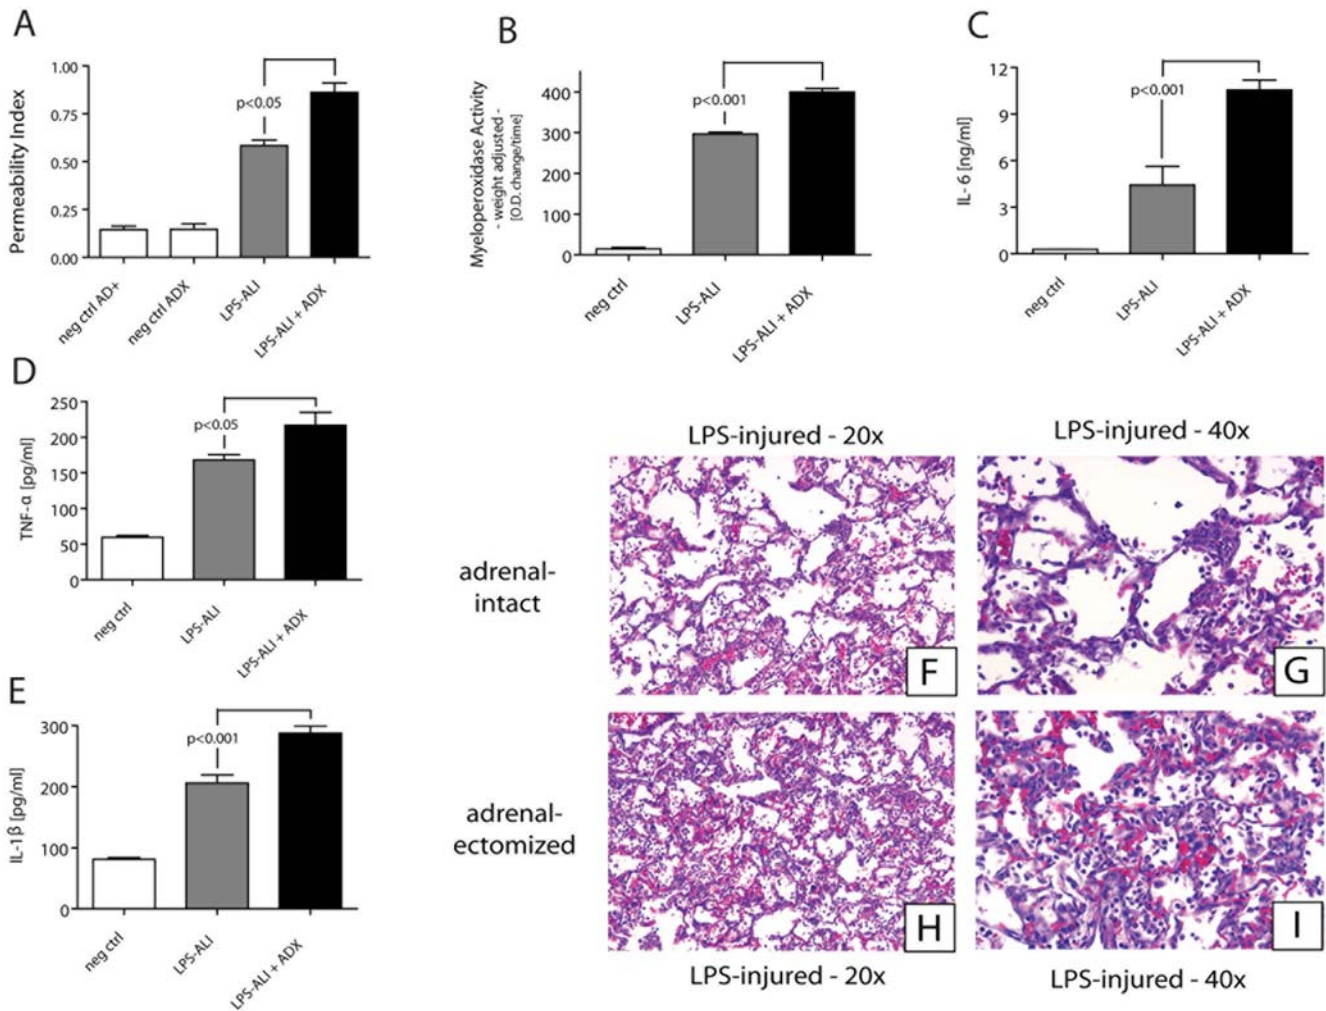 A
Permeability Index
1.00
0.75
0.50
0.25
0.00
p<0.05
neg ctrl AD+
neg ctrl ADX
LPS-ALI
LPS-ALI + ADX
B
Myeloperoxidase Activity
- weight adjusted -
[O.D. change/time]
400
300
200
100
0
p<0.001
neg ctrl
LPS-ALI
LPS-ALI + ADX
C
IL- 6 [ng/ml]
12
9
6
3
0
p<0.001
neg ctrl
LPS-ALI
LPS-ALI + ADX
D
TNF-α [pg/ml]
250
200
150
100
50
0
p<0.05
neg ctrl
LPS-ALI
LPS-ALI + ADX
E
IL-1β [pg/ml]
300
200
100
0
p<0.001
neg ctrl
LPS-ALI
LPS-ALI + ADX
LPS-injured - 20x
LPS-injured - 40x
adrenal-
intact
F
G
adrenal-
ectomized
H
I
LPS-injured - 20x
LPS-injured - 40x